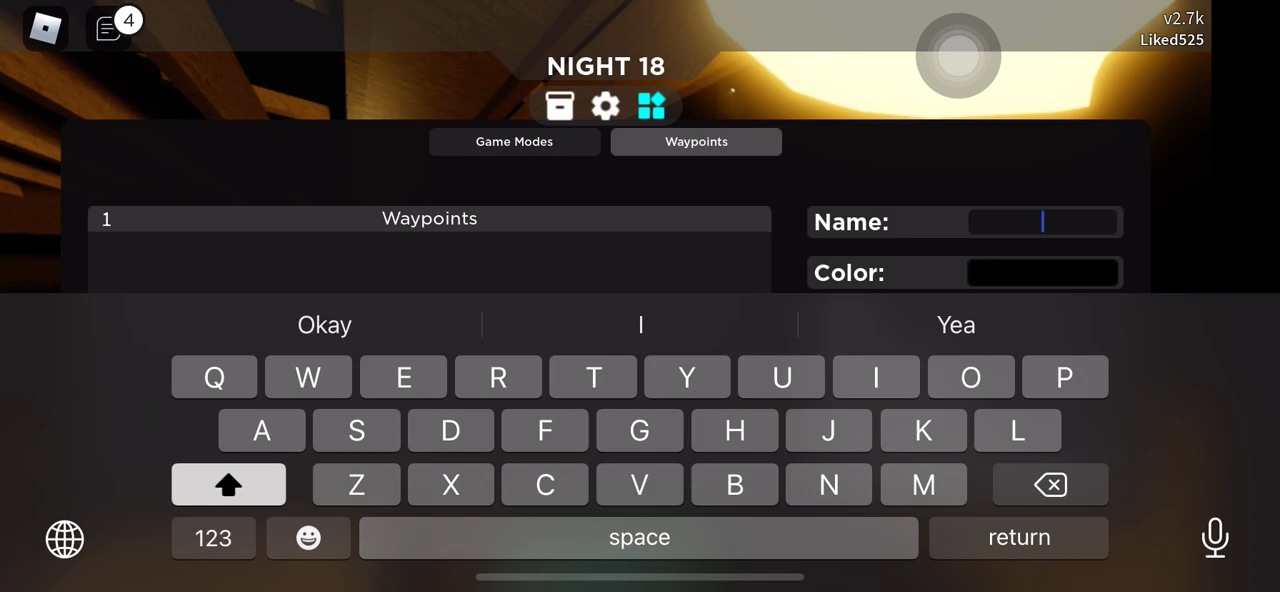 4
v2.7k
Liked525
NIGHT 18
Game Modes
Waypoints
1
Waypoints
Name:
Color:
Okay
I
Yea
Q W E R T Y U I O P
A S D F G H J K L
Z X C V B N M
123
space
return